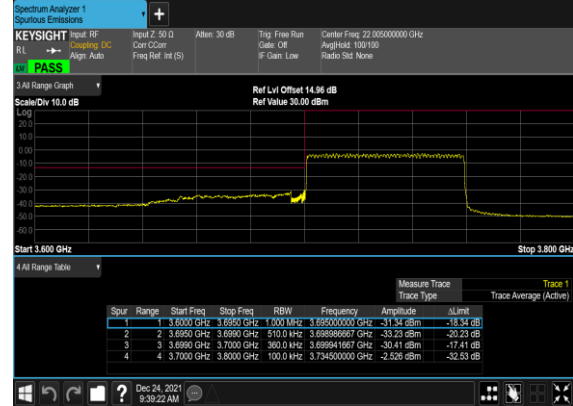 Spectrum Analyzer 1
Spurious Emissions
+
KEYSIGHT Input: RF Input Z: 50 Ω Atten: 30 dB Trig: Free Run Center Freq: 22.005000000 GHz
RL Coupling: DC Corr CCorr Gate: Off Avg|Hold: 100/100
Align: Auto Freq Ref: Int (S) IF Gain: Low Radio Std: None
LNI PASS
3 All Range Graph
Ref Lvl Offset 14.96 dB
Scale/Div 10.0 dB Ref Value 30.00 dBm
Log
20.0
10.0
0.00
-10.0
-20.0
-30.0
-40.0
-50.0
-60.0
Start 3.600 GHz Stop 3.800 GHz
4 All Range Table
Measure Trace Trace 1
Trace Type Trace Average (Active)
Spur Range Start Freq Stop Freq RBW Frequency Amplitude ΔLimit
1 1 3.6000 GHz 3.6950 GHz 1.000 MHz 3.695000000 GHz -31.34 dBm -18.34 dB
2 2 3.6950 GHz 3.6990 GHz 510.0 kHz 3.698986667 GHz -33.23 dBm -20.23 dB
3 3 3.6990 GHz 3.7000 GHz 360.0 kHz 3.699941667 GHz -30.41 dBm -17.41 dB
4 4 3.7000 GHz 3.8000 GHz 100.0 kHz 3.734500000 GHz -2.526 dBm -32.53 dB
? Dec 24, 2021
9:39:22 AM